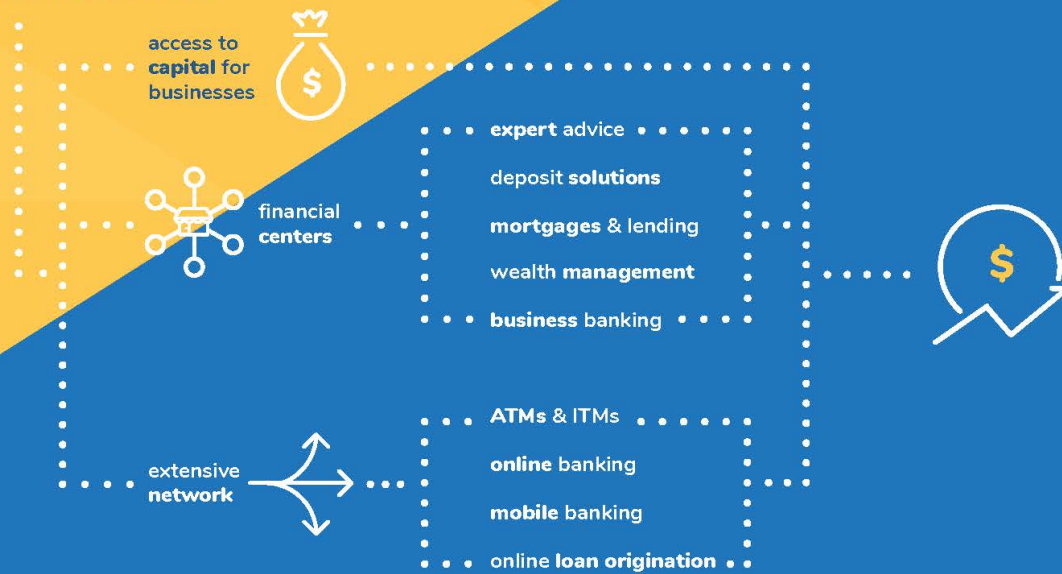 access to
capital for
businesses
$
financial
centers
expert advice
deposit solutions
mortgages & lending
wealth management
business banking
$
extensive
network
ATMs & ITMs
online banking
mobile banking
online loan origination